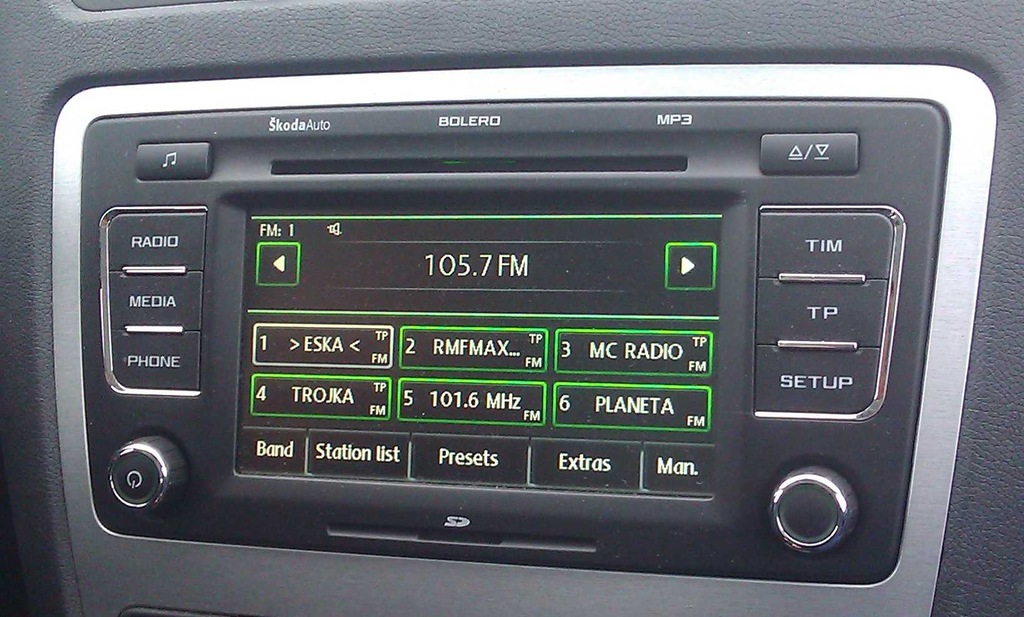 ŠkodaAuto BOLERO MP3
RADIO
MEDIA
PHONE
FM: 1
105.7 FM
1 >ESKA< TP FM
2 RMFMAX... TP FM
3 MC RADIO TP FM
4 TROJKA TP FM
5 101.6 MHz FM
6 PLANETA FM
Band Station list Presets Extras Man.
TIM
TP
SETUP
SD